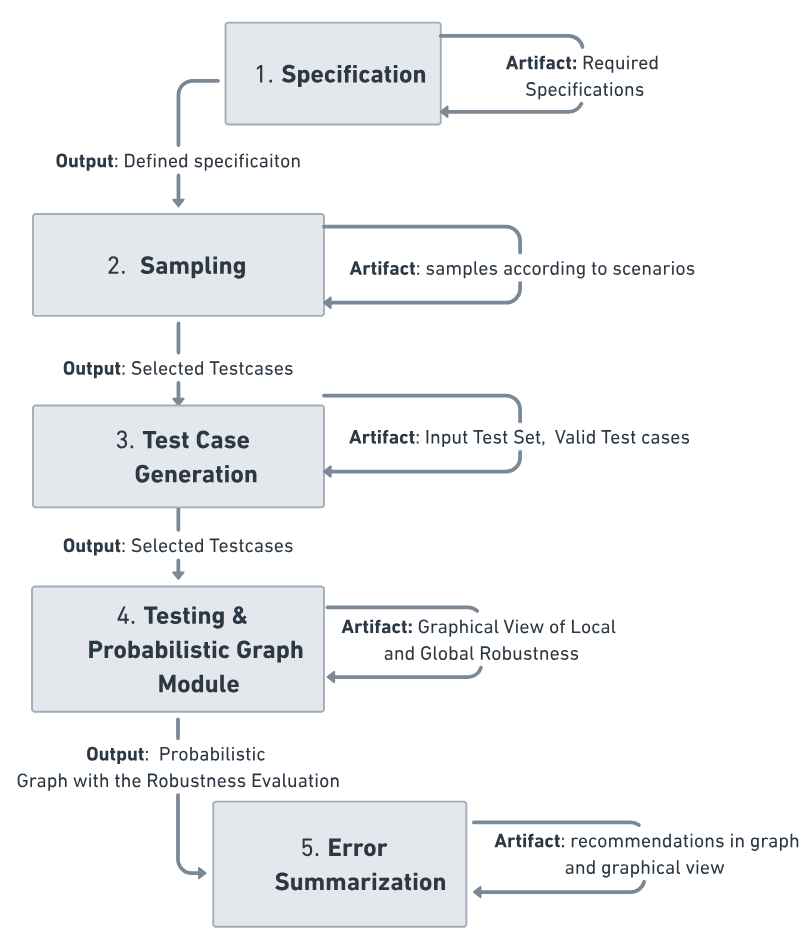 1. Specification
Artifact: Required
Specifications
Output: Defined specificaiton
2. Sampling
Artifact: samples according to scenarios
Output: Selected Testcases
3. Test Case
Generation
Artifact: Input Test Set, Valid Test cases
Output: Selected Testcases
4. Testing &
Probabilistic Graph
Module
Artifact: Graphical View of Local
and Global Robustness
Output: Probabilistic
Graph with the Robustness Evaluation
5. Error
Summarization
Artifact: recommendations in graph
and graphical view